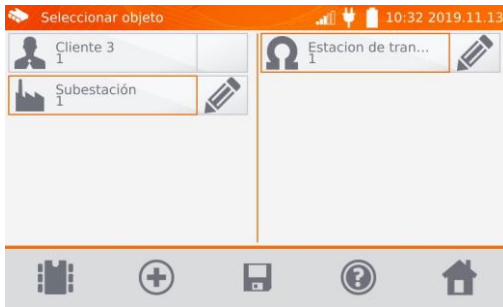 Seleccionar objeto
10:32 2019.11.13
Cliente 3
1
Subestación
1
Estacion de tran...
1